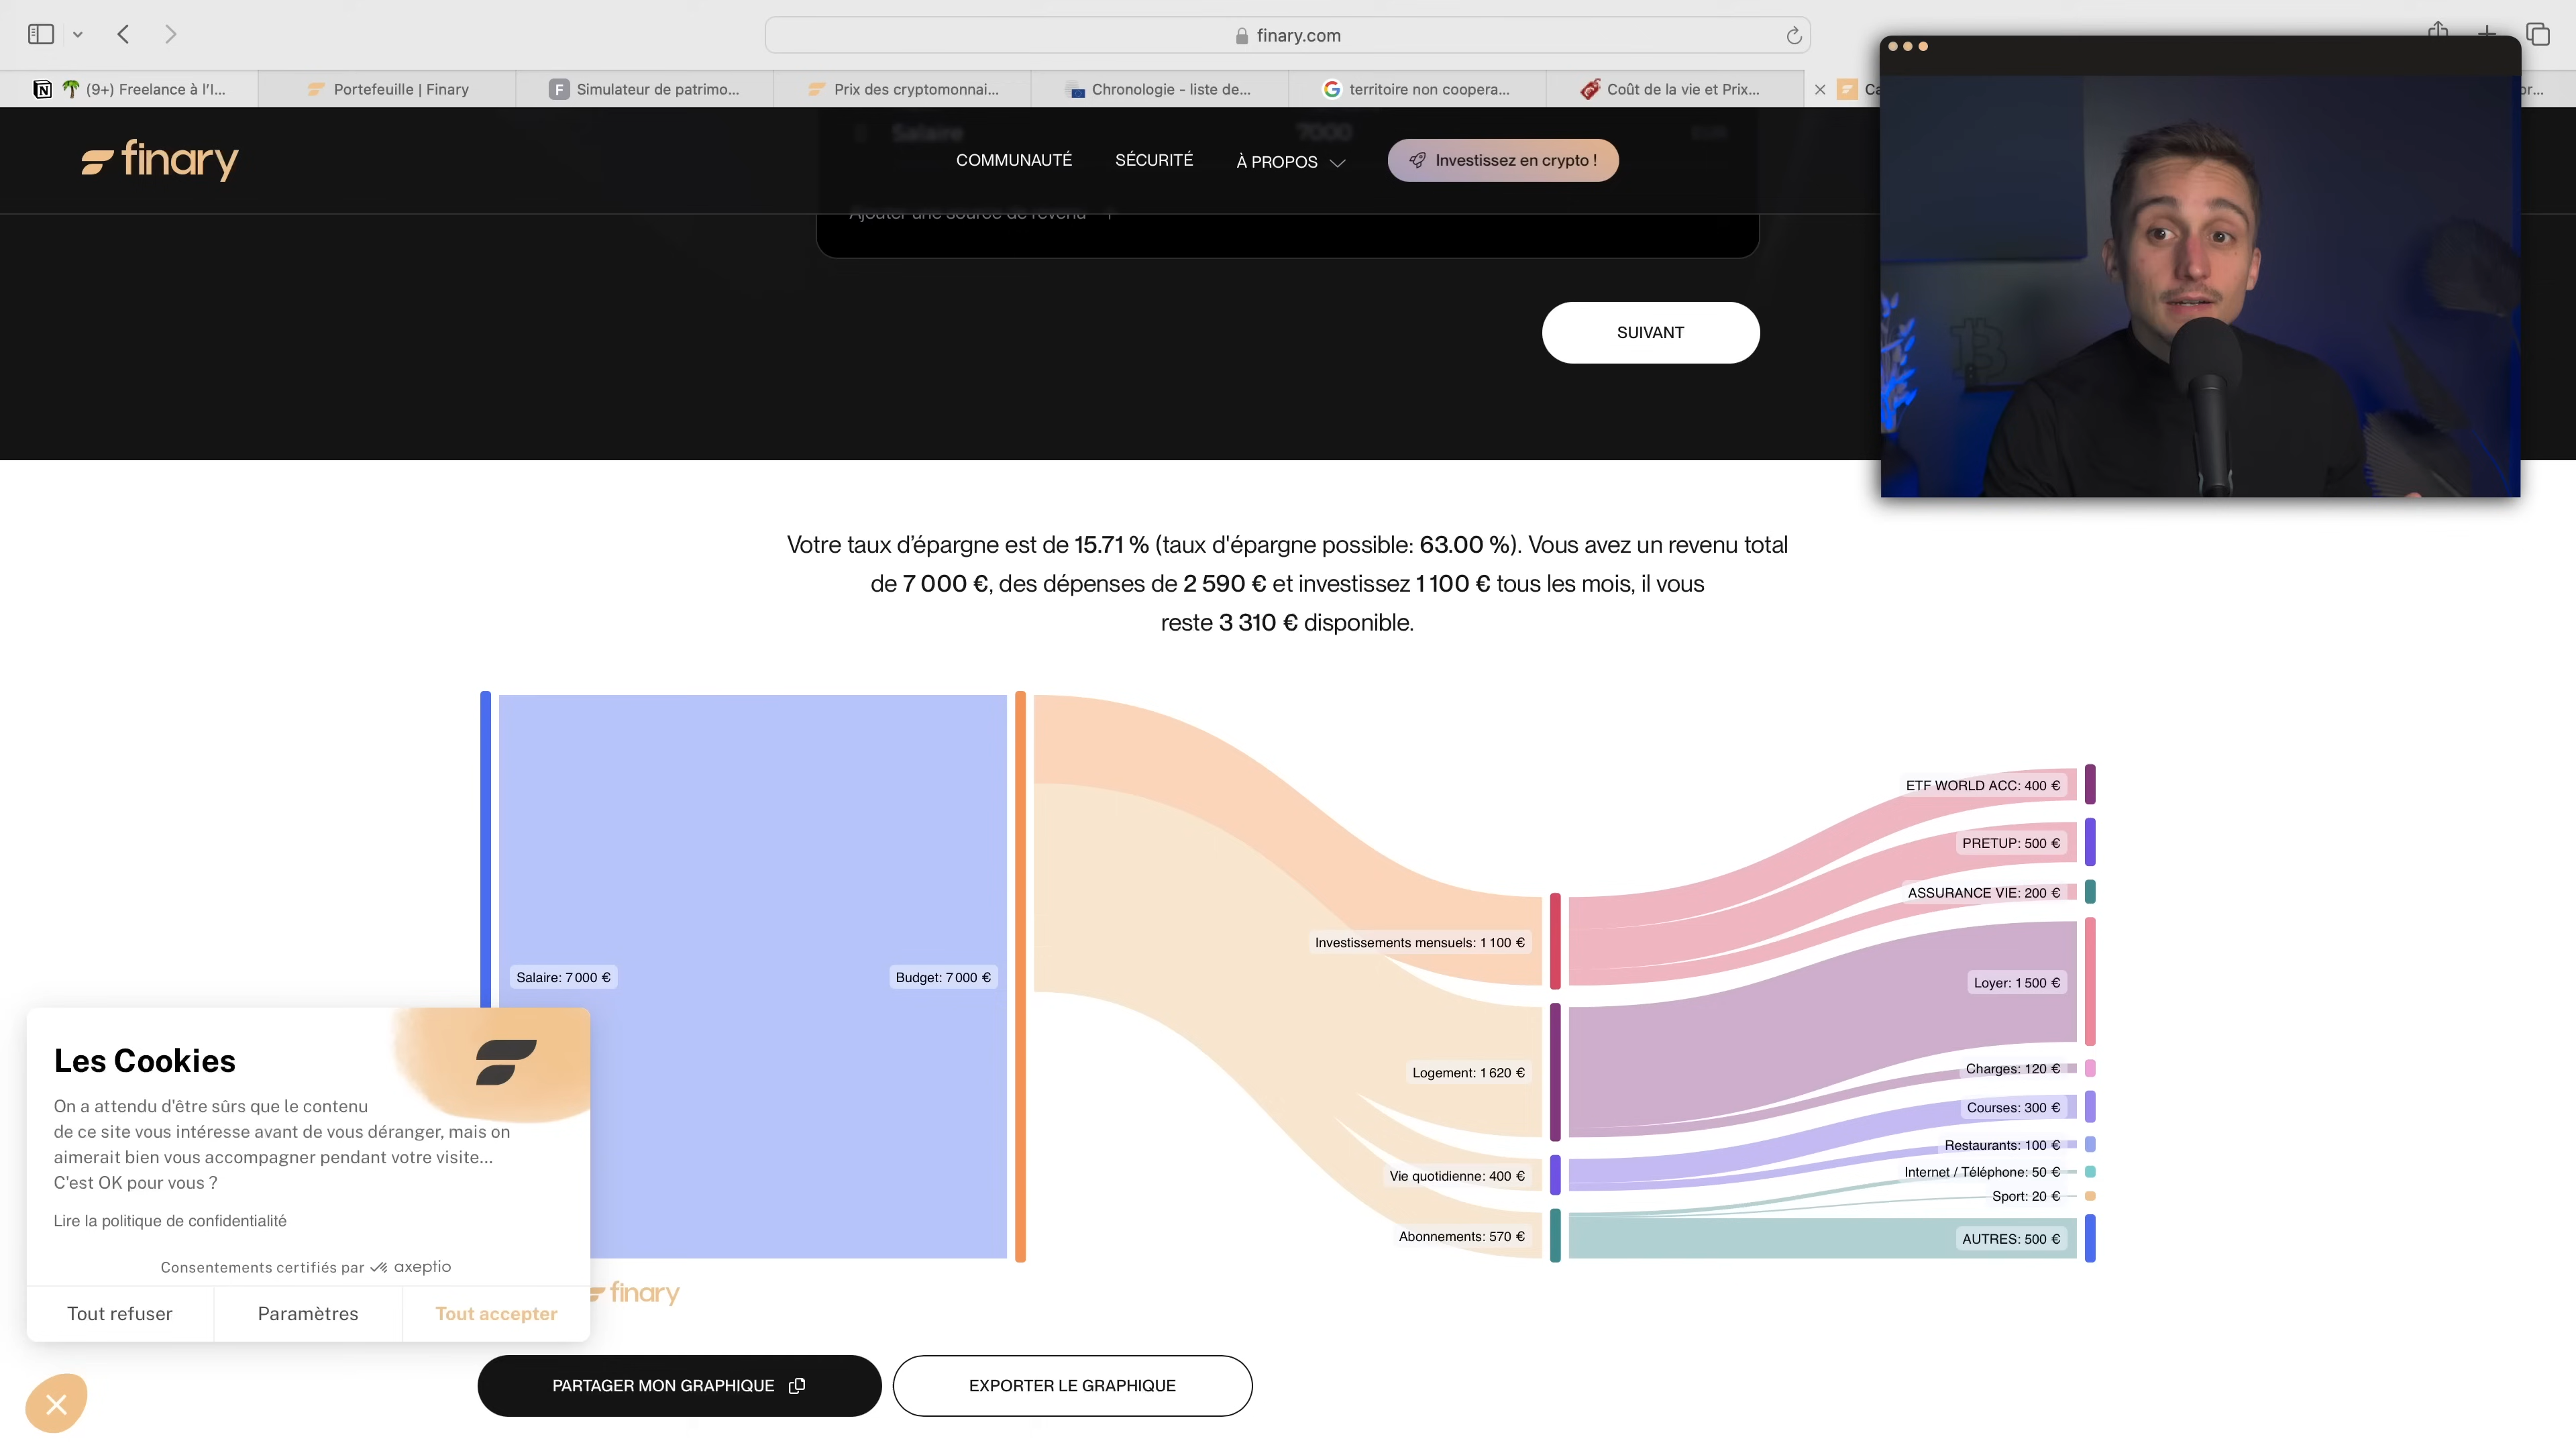 finary.com
(9+) Freelance à l'I...
Portefeuille | Finary
Simulateur de patrimo...
Prix des cryptomonnai...
Chronologie - liste de...
territoire non coopera...
Coût de la vie et Prix...
finary
Salaire
7000
COMMUNAUTÉ
SÉCURITÉ
À PROPOS
Investissez en crypto !
Ajouter une source de revenu +
SUIVANT
Votre taux d'épargne est de 15.71 % (taux d'épargne possible: 63.00 %). Vous avez un revenu total
de 7 000 €, des dépenses de 2 590 € et investissez 1 100 € tous les mois, il vous
reste 3 310 € disponible.
Salaire: 7 000 €
Budget: 7 000 €
Investissements mensuels: 1 100 €
Logement: 1 620 €
Vie quotidienne: 400 €
Abonnements: 570 €
ETF WORLD ACC: 400 €
PRETUP: 500 €
ASSURANCE VIE: 200 €
Loyer: 1 500 €
Charges: 120 €
Courses: 300 €
Restaurants: 100 €
Internet / Téléphone: 50 €
Sport: 20 €
AUTRES: 500 €
Les Cookies
On a attendu d'être sûrs que le contenu
de ce site vous intéresse avant de vous déranger, mais on
aimerait bien vous accompagner pendant votre visite...
C'est OK pour vous ?
Lire la politique de confidentialité
Consentements certifiés par axeptio
Tout refuser
Paramètres
Tout accepter
finary
PARTAGER MON GRAPHIQUE
EXPORTER LE GRAPHIQUE